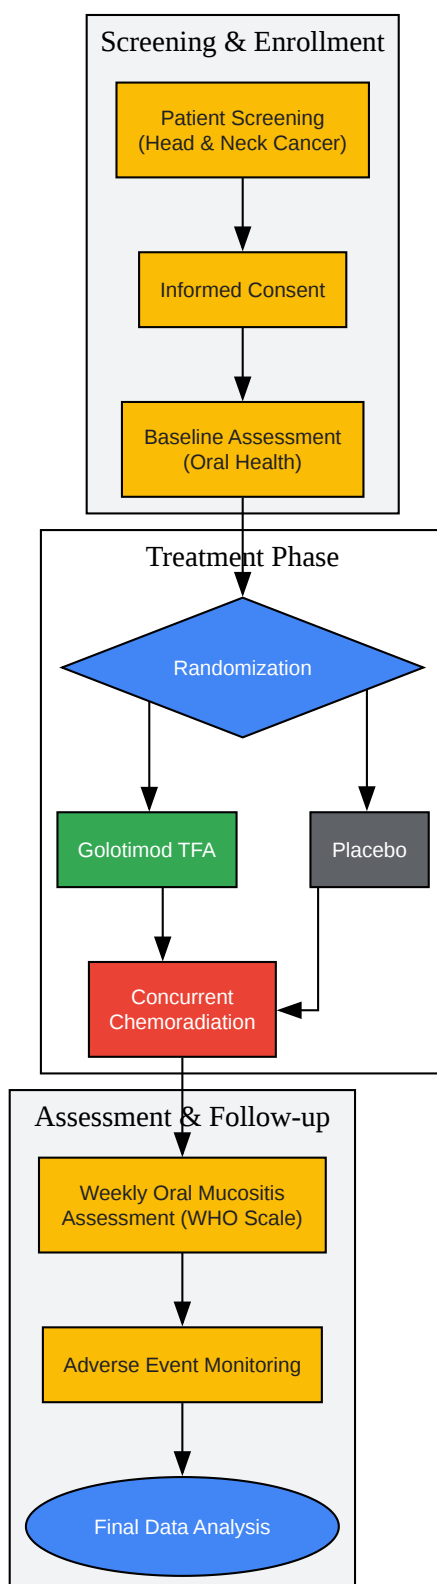 Screening & Enrollment
Patient Screening
(Head & Neck Cancer)
Informed Consent
Baseline Assessment
(Oral Health)
Treatment Phase
Randomization
Golotimod TFA
Placebo
Concurrent
Chemoradiation
Assessment & Follow-up
Weekly Oral Mucositis
Assessment (WHO Scale)
Adverse Event Monitoring
Final Data Analysis